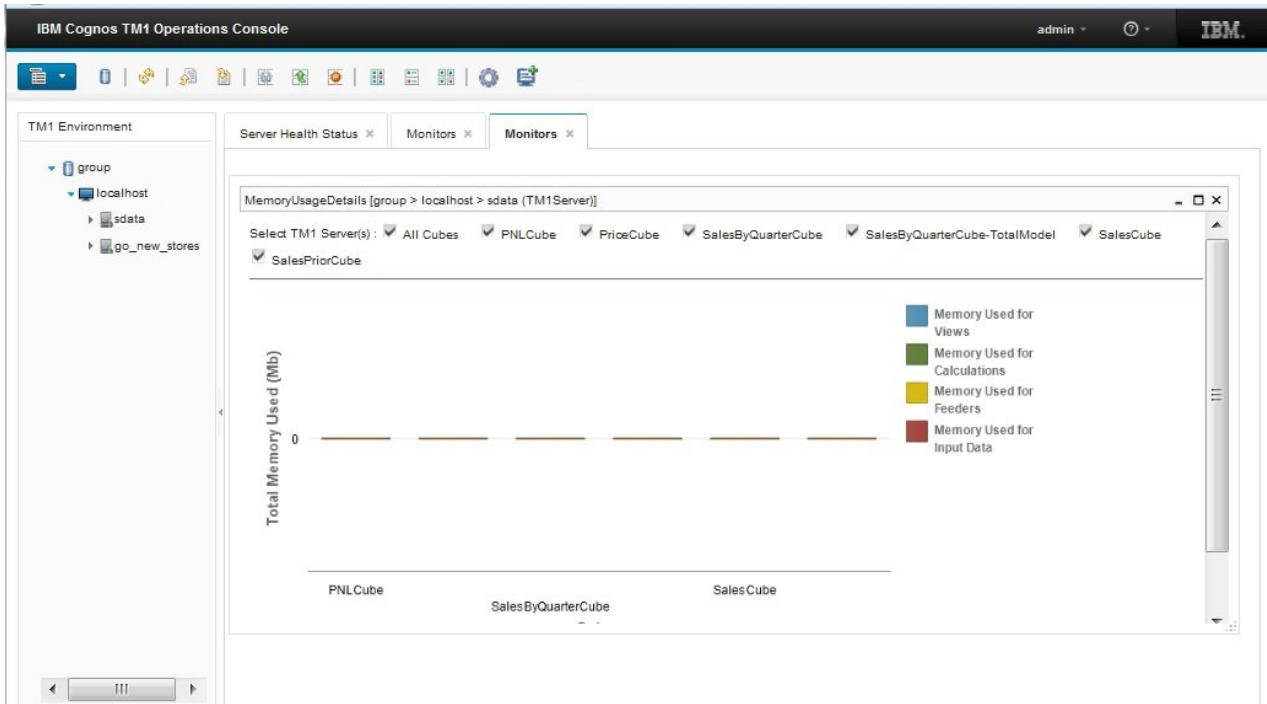 IBM Cognos TM1 Operations Console
admin
IBM.
TM1 Environment
group
localhost
sdata
go_new_stores
Server Health Status
Monitors
Monitors
MemoryUsageDetails [group > localhost > sdata (TM1Server)]
Select TM1 Server(s) : All Cubes PNLCube PriceCube SalesByQuarterCube SalesByQuarterCube-TotalModel SalesCube
SalesPriorCube
Total Memory Used (Mb)
0
Memory Used for
Views
Memory Used for
Calculations
Memory Used for
Feeders
Memory Used for
Input Data
PNLCube
SalesByQuarterCube
SalesCube